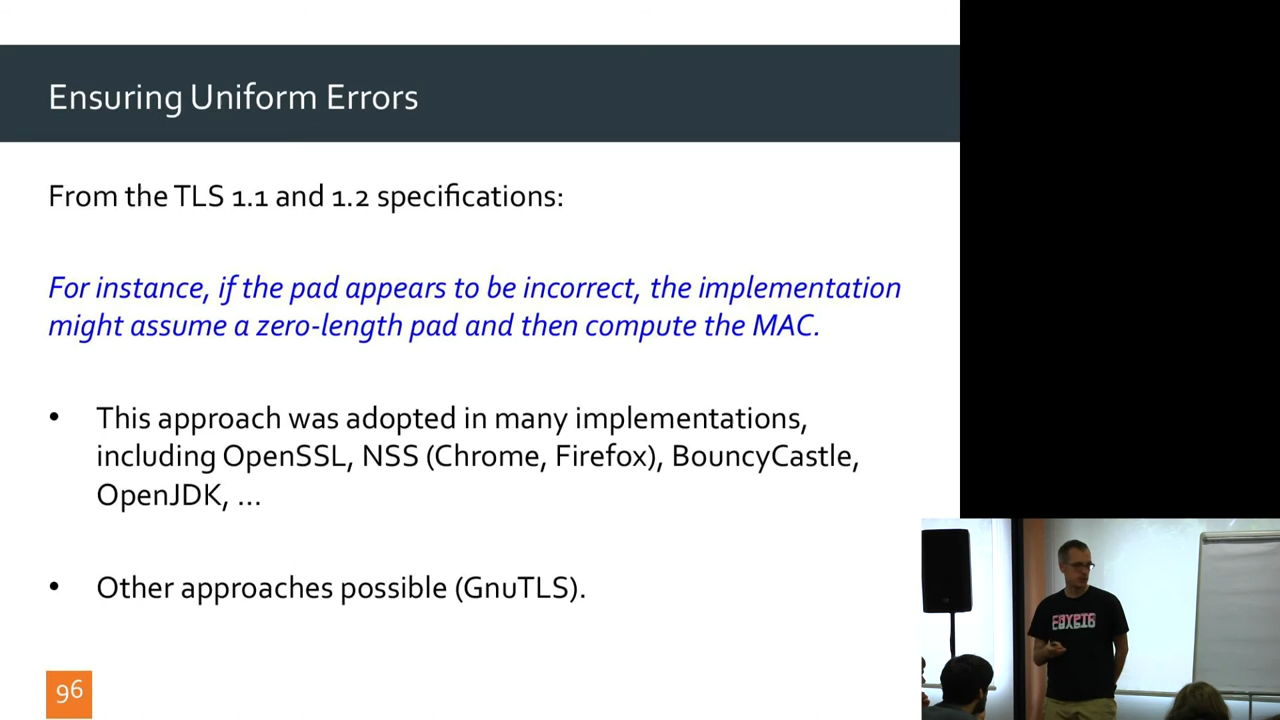 Ensuring Uniform Errors
From the TLS 1.1 and 1.2 specifications:
For instance, if the pad appears to be incorrect, the implementation
might assume a zero-length pad and then compute the MAC.
• This approach was adopted in many implementations,
including OpenSSL, NSS (Chrome, Firefox), BouncyCastle,
OpenJDK, ...
• Other approaches possible (GnuTLS).
96